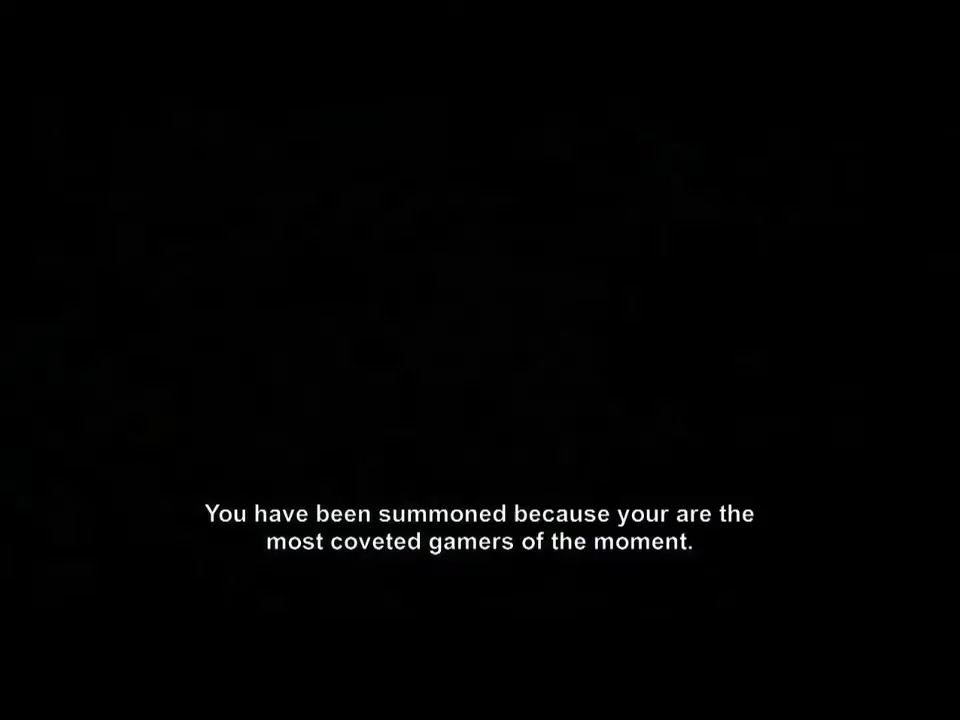 You have been summoned because your are the
most coveted gamers of the moment.